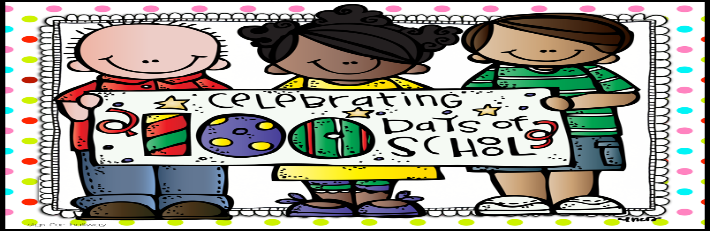 CeLeBrating
100 Days of
SCHOOL